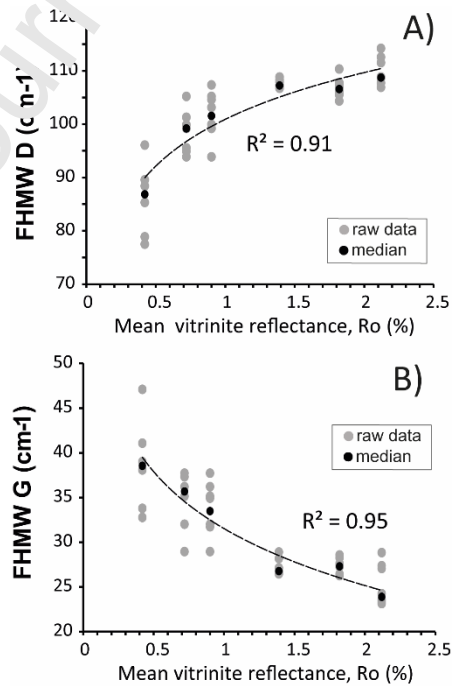 120
A)
110
100
90
80
70
FHMW D (cm-1)
R² = 0.91
raw data
median
0
0.5
1
1.5
2
2.5
Mean vitrinite reflectance, Ro (%)
50
B)
45
40
35
30
25
20
FHMW G (cm-1)
raw data
median
R² = 0.95
0
0.5
1
1.5
2
2.5
Mean vitrinite reflectance, Ro (%)